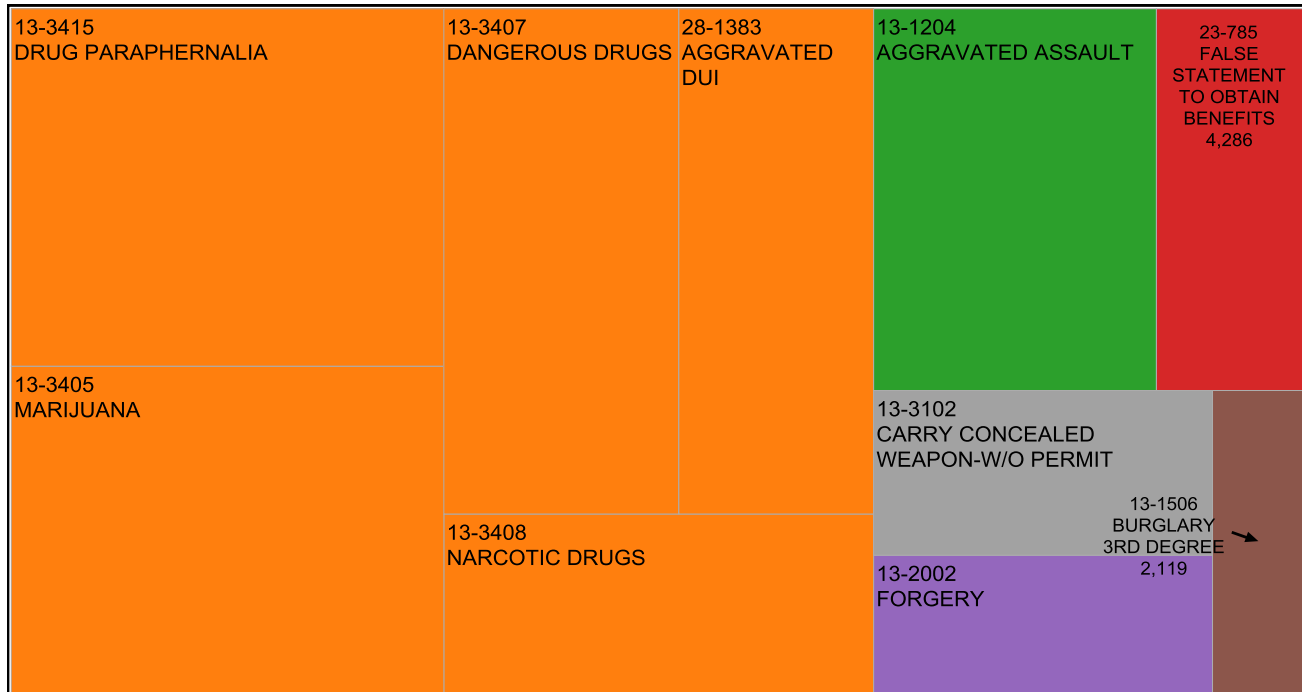 13-3415
DRUG PARAPHERNALIA
13-3407
DANGEROUS DRUGS
28-1383
AGGRAVATED
DUI
13-1204
AGGRAVATED ASSAULT
23-785
FALSE
STATEMENT
TO OBTAIN
BENEFITS
4,286
13-3405
MARIJUANA
13-3102
CARRY CONCEALED
WEAPON-W/O PERMIT
13-1506
BURGLARY
3RD DEGREE
2,119
13-3408
NARCOTIC DRUGS
13-2002
FORGERY